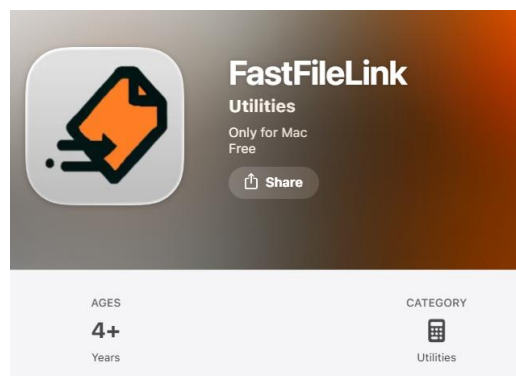 FastFileLink
Utilities
Only for Mac
Free
Share
AGES
4+
Years
CATEGORY
Utilities